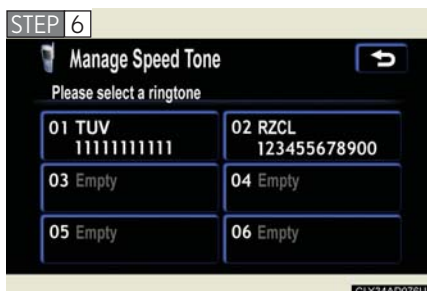 STEP 6
Manage Speed Tone
Please select a ringtone
01 TUV
11111111111
02 RZCL
123455678900
03 Empty
04 Empty
05 Empty
06 Empty